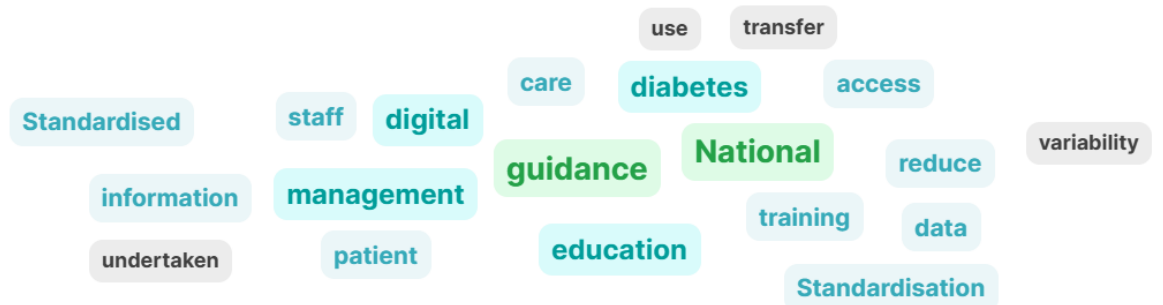 use transfer
care diabetes access
Standardised staff digital
guidance National variability
reduce
information management
training data
undertaken patient education
Standardisation